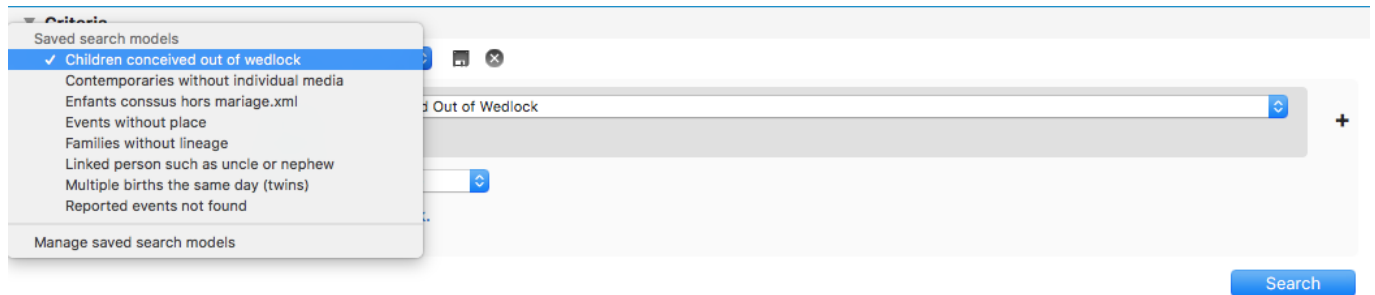 Criteria
Saved search models
✓ Children conceived out of wedlock
Contemporaries without individual media
Enfants conssus hors mariage.xml
d Out of Wedlock
Events without place
+
Families without lineage
Linked person such as uncle or nephew
Multiple births the same day (twins)
Reported events not found
Manage saved search models
Search